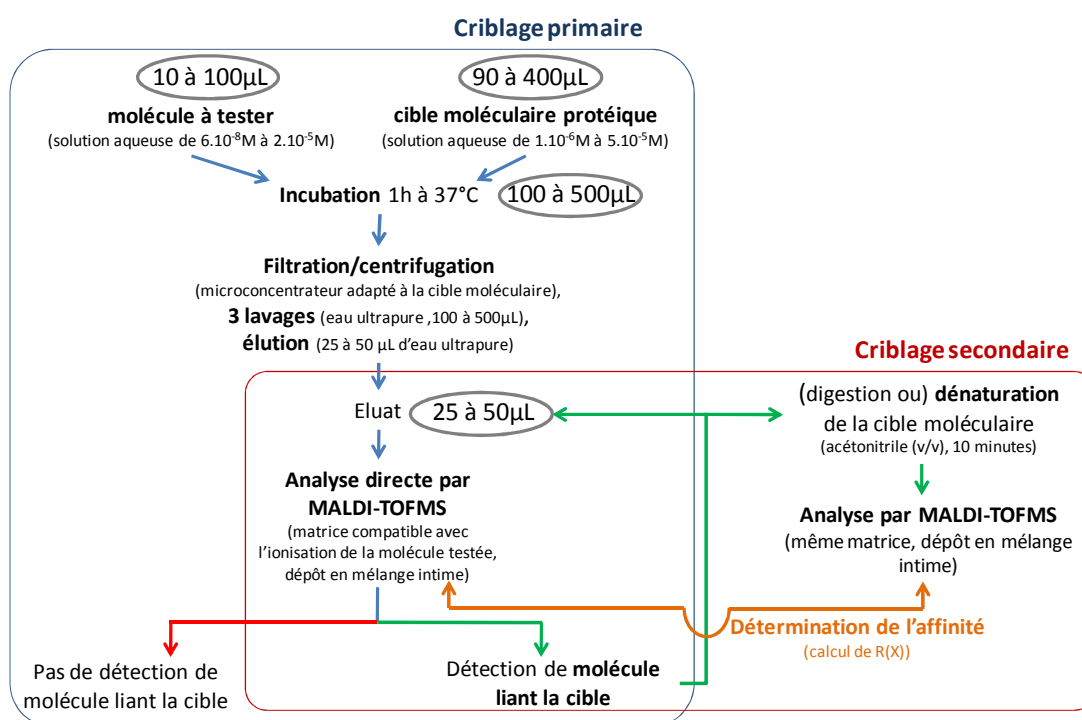 Criblage primaire
10 à 100µL
90 à 400µL
molécule à tester
(solution aqueuse de 6.10⁻⁸M à 2.10⁻⁵M)
cible moléculaire protéique
(solution aqueuse de 1.10⁻⁶M à 5.10⁻⁵M)
Incubation 1h à 37°C
100 à 500µL
Filtration/centrifugation
(microconcentrateur adapté à la cible moléculaire),
3 lavages (eau ultrapure ,100 à 500µL),
élution (25 à 50 µL d'eau ultrapure)
Criblage secondaire
Eluat
25 à 50µL
(digestion ou) dénaturation
de la cible moléculaire
(acétonitrile (v/v), 10 minutes)
Analyse directe par
MALDI-TOFMS
(matrice compatible avec
l'ionisation de la molécule testée,
dépôt en mélange intime)
Analyse par MALDI-TOFMS
(même matrice, dépôt en mélange
intime)
Détermination de l'affinité
(calcul de R(X))
Pas de détection de
molécule liant la cible
Détection de molécule
liant la cible